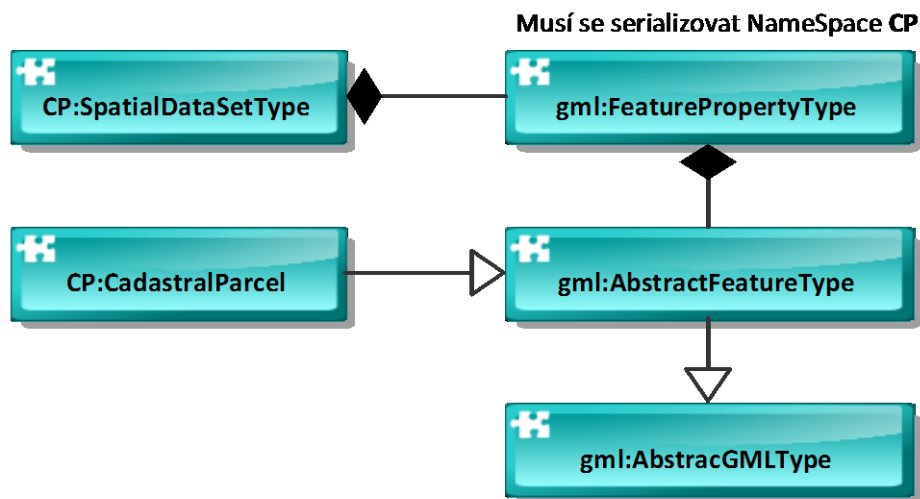 Musí se serializovat NameSpace CP
CP:SpatialDataSetType
gml:FeaturePropertyType
CP:CadastralParcel
gml:AbstractFeatureType
gml:AbstracGMLType